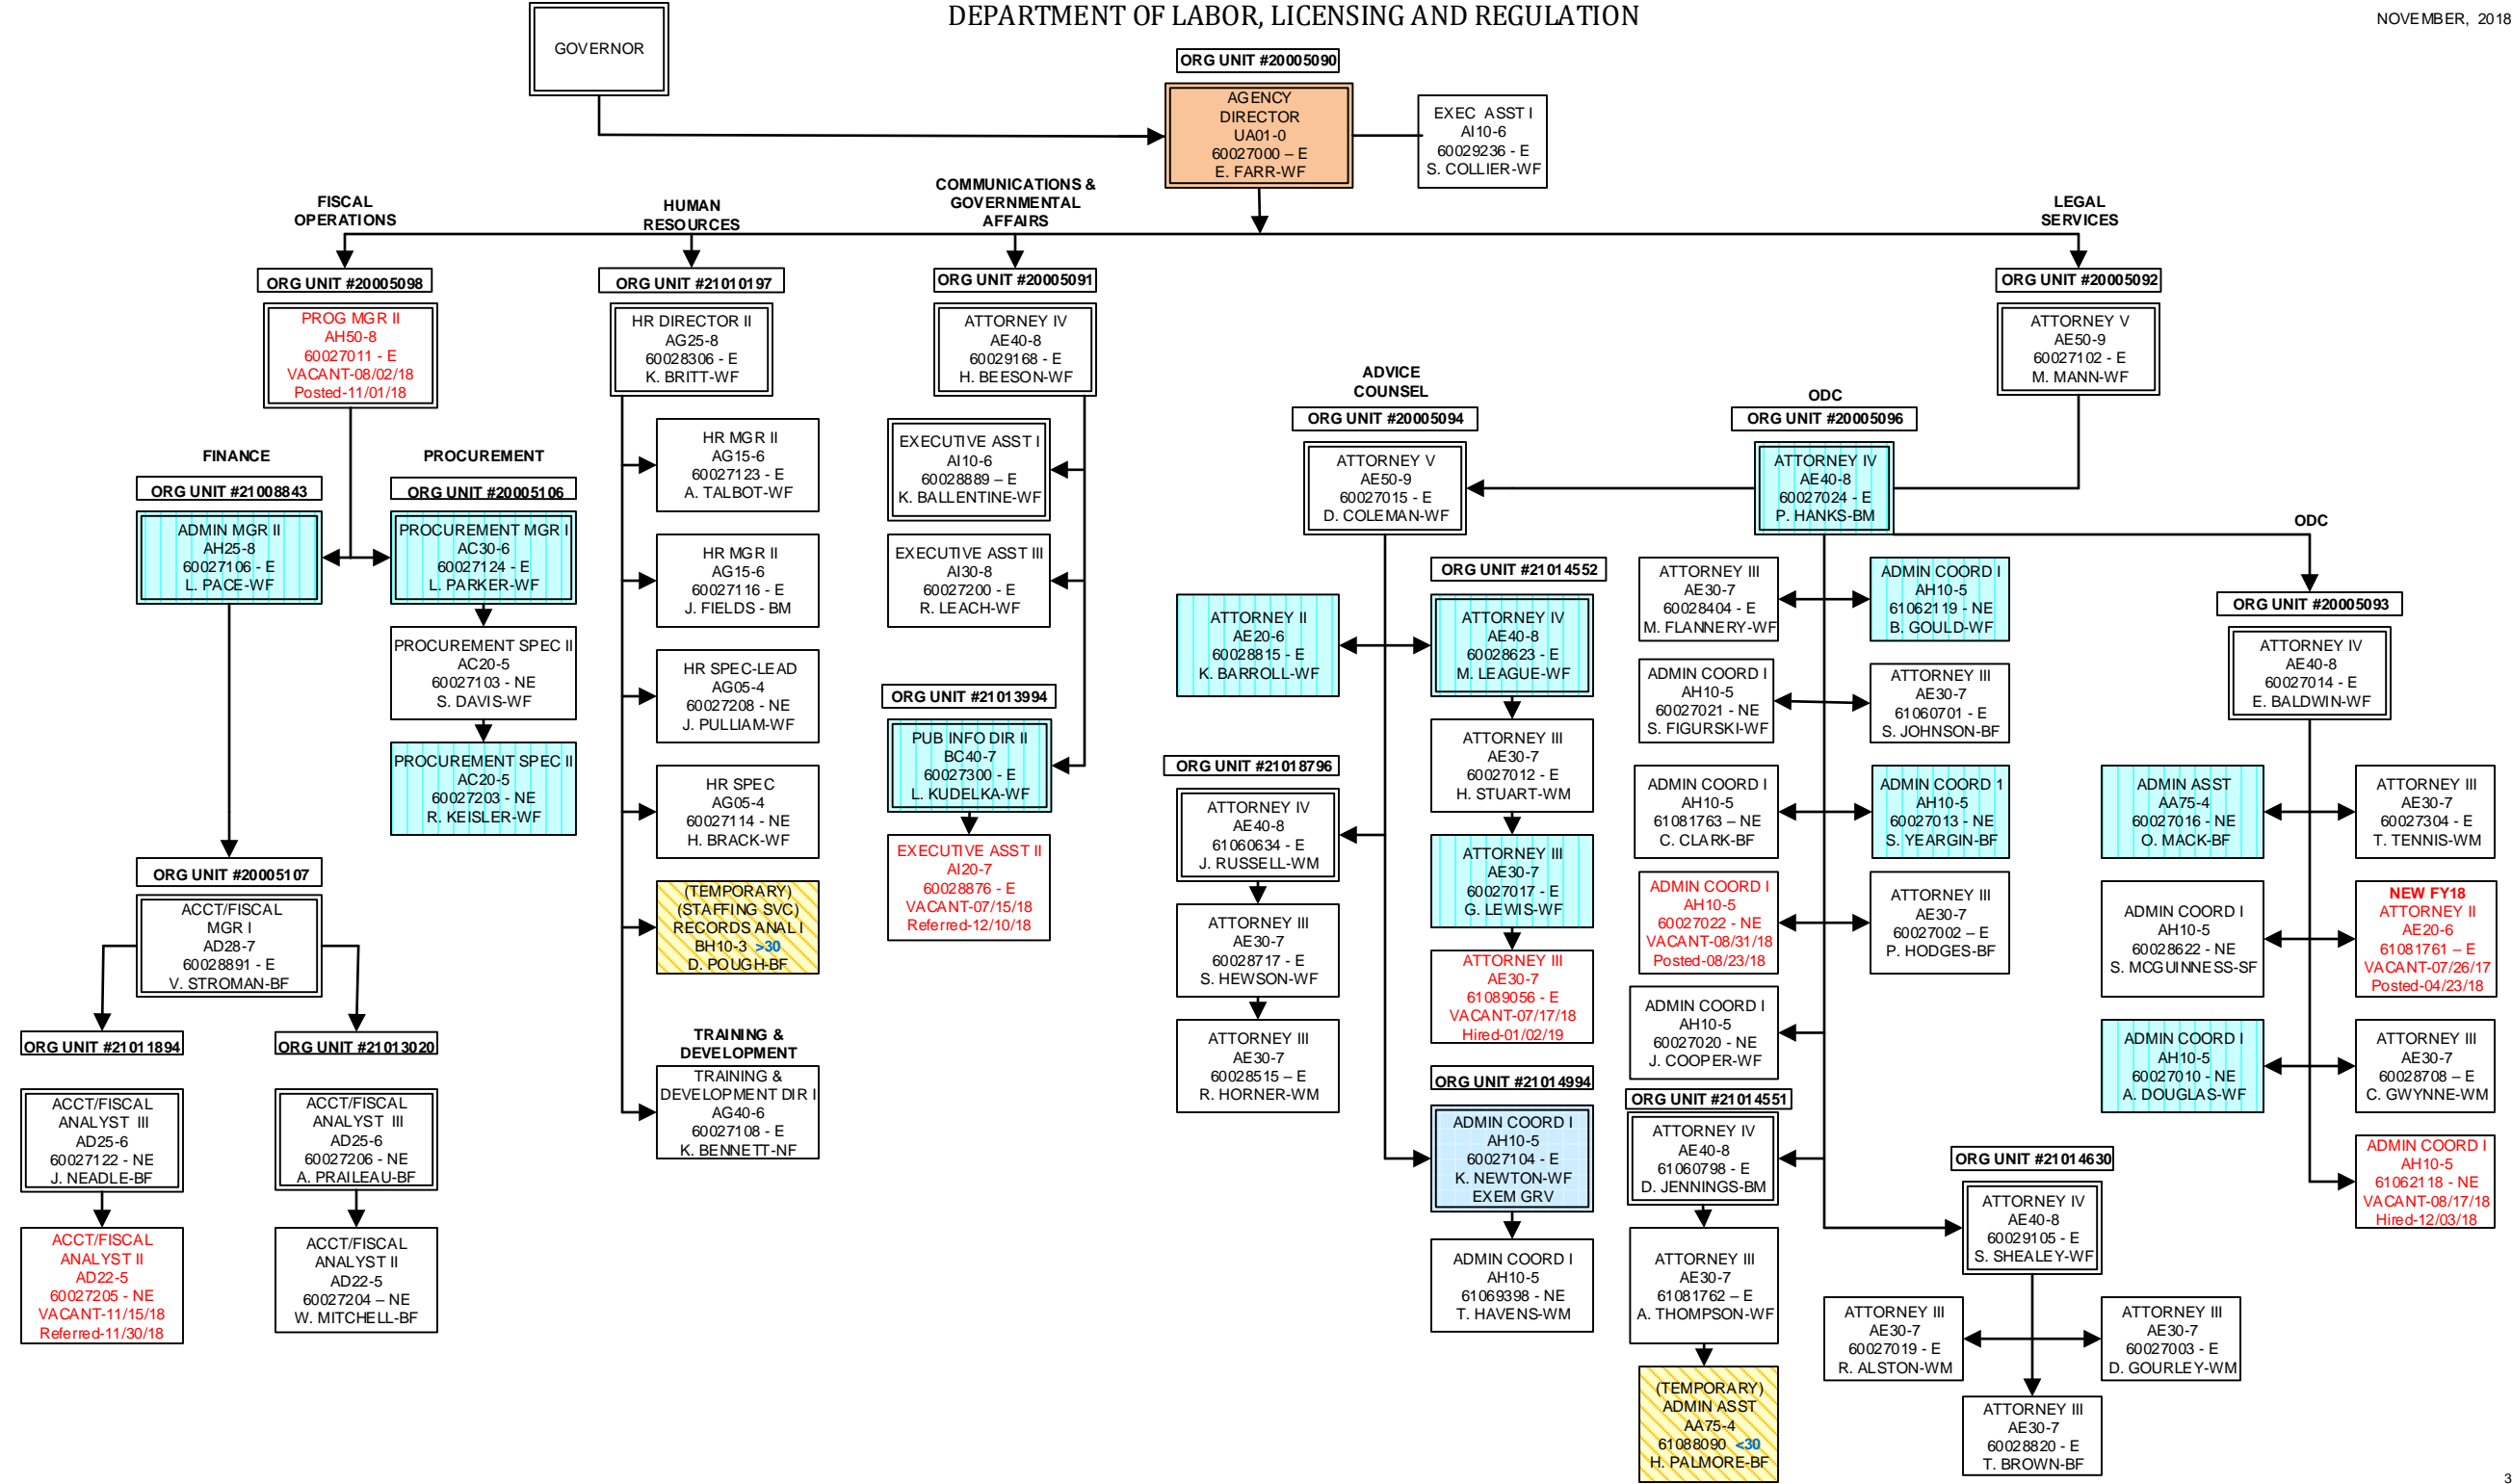 DEPARTMENT OF LABOR, LICENSING AND REGULATION
NOVEMBER, 2018
GOVERNOR
ORG UNIT #20005090
AGENCY
DIRECTOR
UA01-0
60027000 – E
E. FARR-WF
EXEC ASST I
AI10-6
60029236 - E
S. COLLIER-WF
FISCAL
OPERATIONS
ORG UNIT #20005098
PROG MGR II
AH50-8
60027011 - E
VACANT-08/02/18
Posted-11/01/18
FINANCE
ORG UNIT #21008843
ADMIN MGR II
AH25-8
60027106 - E
L. PACE-WF
PROCUREMENT
ORG UNIT #20005106
PROCUREMENT MGR I
AC30-6
60027124 - E
L. PARKER-WF
PROCUREMENT SPEC II
AC20-5
60027103 - NE
S. DAVIS-WF
PROCUREMENT SPEC II
AC20-5
60027203 - NE
R. KEISLER-WF
ORG UNIT #20005107
ACCT/FISCAL
MGR I
AD28-7
60028891 - E
V. STROMAN-BF
ORG UNIT #21011894
ACCT/FISCAL
ANALYST III
AD25-6
60027122 - NE
J. NEADLE-BF
ACCT/FISCAL
ANALYST II
AD22-5
60027205 - NE
VACANT-11/15/18
Referred-11/30/18
ORG UNIT #21013020
ACCT/FISCAL
ANALYST III
AD25-6
60027206 - NE
A. PRAILEAU-BF
ACCT/FISCAL
ANALYST II
AD22-5
60027204 – NE
W. MITCHELL-BF
HUMAN
RESOURCES
ORG UNIT #21010197
HR DIRECTOR II
AG25-8
60028306 - E
K. BRITT-WF
HR MGR II
AG15-6
60027123 - E
A. TALBOT-WF
HR MGR II
AG15-6
60027116 - E
J. FIELDS - BM
HR SPEC-LEAD
AG05-4
60027208 - NE
J. PULLIAM-WF
HR SPEC
AG05-4
60027114 - NE
H. BRACK-WF
(TEMPORARY)
(STAFFING SVC)
RECORDS ANAL I
BH10-3 >30
D. POUGH-BF
TRAINING &
DEVELOPMENT
TRAINING &
DEVELOPMENT DIR I
AG40-6
60027108 - E
K. BENNETT-NF
COMMUNICATIONS &
GOVERNMENTAL
AFFAIRS
ORG UNIT #20005091
ATTORNEY IV
AE40-8
60029168 - E
H. BEESON-WF
EXECUTIVE ASST I
AI10-6
60028889 – E
K. BALLENTINE-WF
EXECUTIVE ASST III
AI30-8
60027200 - E
R. LEACH-WF
ORG UNIT #21013994
PUB INFO DIR II
BC40-7
60027300 - E
L. KUDELKA-WF
EXECUTIVE ASST II
AI20-7
60028876 - E
VACANT-07/15/18
Referred-12/10/18
LEGAL
SERVICES
ORG UNIT #20005092
ATTORNEY V
AE50-9
60027102 - E
M. MANN-WF
ADVICE
COUNSEL
ORG UNIT #20005094
ATTORNEY V
AE50-9
60027015 - E
D. COLEMAN-WF
ATTORNEY II
AE20-6
60028815 - E
K. BARROLL-WF
ORG UNIT #21014552
ATTORNEY IV
AE40-8
60028623 - E
M. LEAGUE-WF
ATTORNEY III
AE30-7
60027012 - E
H. STUART-WM
ATTORNEY III
AE30-7
60027017 - E
G. LEWIS-WF
ATTORNEY III
AE30-7
61089056 - E
VACANT-07/17/18
Hired-01/02/19
ORG UNIT #21018796
ATTORNEY IV
AE40-8
61060634 - E
J. RUSSELL-WM
ATTORNEY III
AE30-7
60028717 - E
S. HEWSON-WF
ATTORNEY III
AE30-7
60028515 – E
R. HORNER-WM
ORG UNIT #21014994
ADMIN COORD I
AH10-5
60027104 - E
K. NEWTON-WF
EXEM GRV
ADMIN COORD I
AH10-5
61069398 - NE
T. HAVENS-WM
ODC
ORG UNIT #20005096
ATTORNEY IV
AE40-8
60027024 - E
P. HANKS-BM
ATTORNEY III
AE30-7
60028404 - E
M. FLANNERY-WF
ADMIN COORD I
AH10-5
61062119 - NE
B. GOULD-WF
ADMIN COORD I
AH10-5
60027021 - NE
S. FIGURSKI-WF
ATTORNEY III
AE30-7
61060701 - E
S. JOHNSON-BF
ADMIN COORD I
AH10-5
61081763 – NE
C. CLARK-BF
ADMIN COORD 1
AH10-5
60027013 - NE
S. YEARGIN-BF
ADMIN COORD I
AH10-5
60027022 - NE
VACANT-08/31/18
Posted-08/23/18
ATTORNEY III
AE30-7
60027002 – E
P. HODGES-BF
ADMIN COORD I
AH10-5
60027020 - NE
J. COOPER-WF
ORG UNIT #21014551
ATTORNEY IV
AE40-8
61060798 - E
D. JENNINGS-BM
ATTORNEY III
AE30-7
61081762 – E
A. THOMPSON-WF
(TEMPORARY)
ADMIN ASST
AA75-4
61088090 <30
H. PALMORE-BF
ORG UNIT #21014630
ATTORNEY IV
AE40-8
60029105 - E
S. SHEALEY-WF
ATTORNEY III
AE30-7
60027019 - E
R. ALSTON-WM
ATTORNEY III
AE30-7
60027003 - E
D. GOURLEY-WM
ATTORNEY III
AE30-7
60028820 - E
T. BROWN-BF
ODC
ORG UNIT #20005093
ATTORNEY IV
AE40-8
60027014 - E
E. BALDWIN-WF
ADMIN ASST
AA75-4
60027016 - NE
O. MACK-BF
ATTORNEY III
AE30-7
60027304 - E
T. TENNIS-WM
ADMIN COORD I
AH10-5
60028622 - NE
S. MCGUINNESS-SF
NEW FY18
ATTORNEY II
AE20-6
61081761 – E
VACANT-07/26/17
Posted-04/23/18
ADMIN COORD I
AH10-5
60027010 - NE
A. DOUGLAS-WF
ATTORNEY III
AE30-7
60028708 – E
C. GWYNNE-WM
ADMIN COORD I
AH10-5
61062118 - NE
VACANT-08/17/18
Hired-12/03/18
3